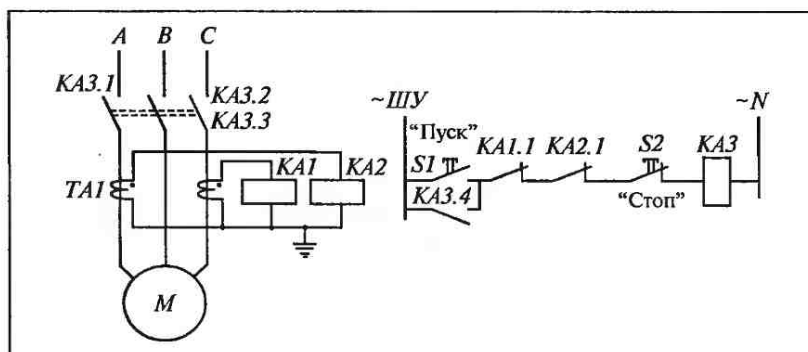 A B C
KA3.1
KA3.2
KA3.3
~ШУ
~N
"Пуск"
S1
KA1.1
KA2.1
S2
KA3
KA3.4
"Стоп"
TA1
KA1
KA2
M